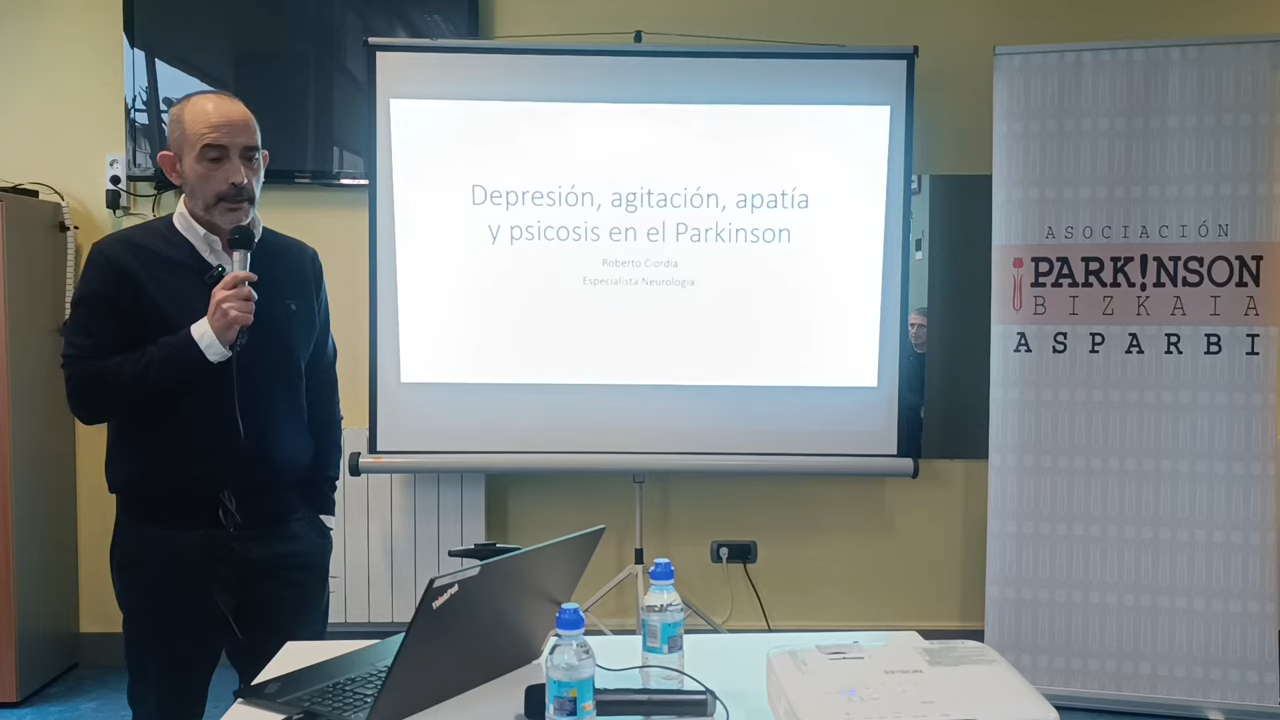 Depresión, agitación, apatía
y psicosis en el Parkinson
Roberto Ciordia
Especialista Neurología
ASOCIACIÓN
PARK!NSON
BIZKAIA
ASPARBI
ThinkPad
EPSON